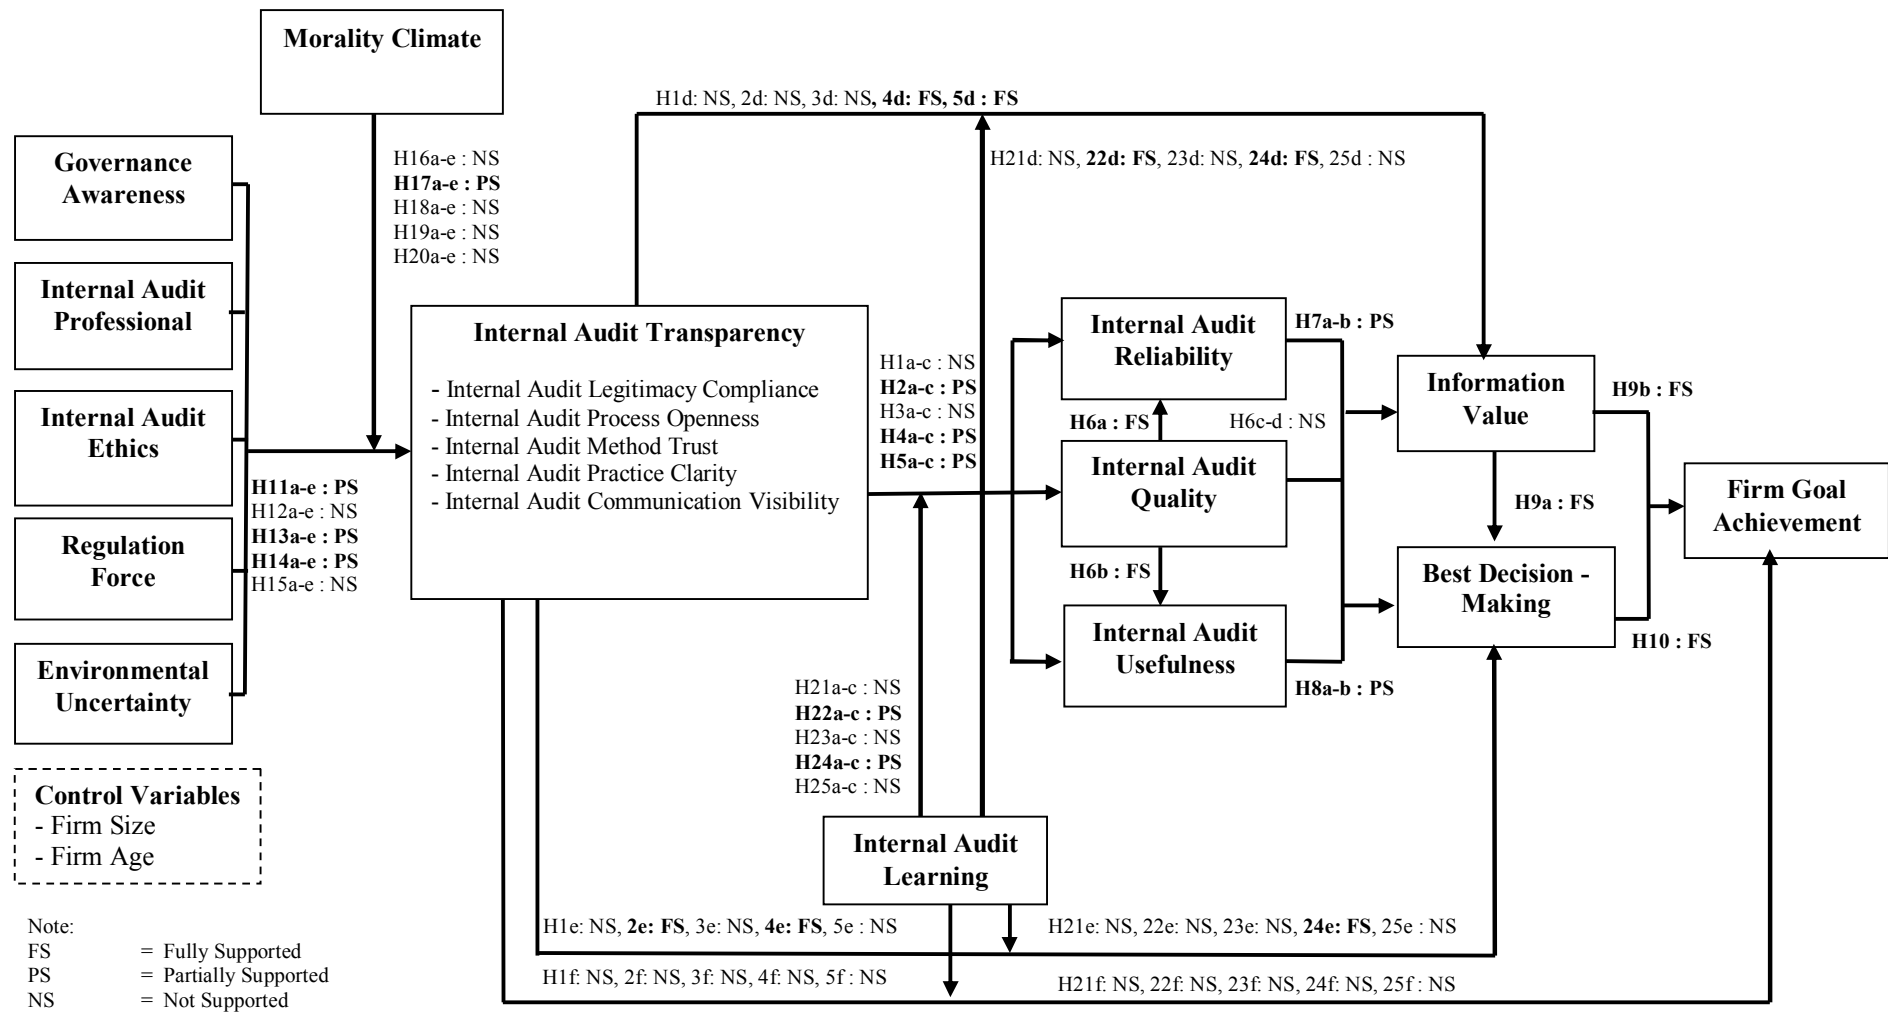 Morality Climate
H1d: NS, 2d: NS, 3d: NS, 4d: FS, 5d : FS
H21d: NS, 22d: FS, 23d: NS, 24d: FS, 25d : NS
H16a-e : NS
H17a-e : PS
H18a-e : NS
H19a-e : NS
H20a-e : NS
Governance
Awareness
Internal Audit
Professional
Internal Audit
Ethics
Regulation
Force
Environmental
Uncertainty
H11a-e : PS
H12a-e : NS
H13a-e : PS
H14a-e : PS
H15a-e : NS
Internal Audit Transparency
- Internal Audit Legitimacy Compliance
- Internal Audit Process Openness
- Internal Audit Method Trust
- Internal Audit Practice Clarity
- Internal Audit Communication Visibility
H1a-c : NS
H2a-c : PS
H3a-c : NS
H4a-c : PS
H5a-c : PS
Internal Audit
Reliability
H7a-b : PS
H6a : FS
H6c-d : NS
Internal Audit
Quality
H6b : FS
Internal Audit
Usefulness
H8a-b : PS
Information
Value
H9b : FS
H9a : FS
Best Decision -
Making
H10 : FS
Firm Goal
Achievement
H21a-c : NS
H22a-c : PS
H23a-c : NS
H24a-c : PS
H25a-c : NS
Internal Audit
Learning
Control Variables
- Firm Size
- Firm Age
H1e: NS, 2e: FS, 3e: NS, 4e: FS, 5e : NS
H21e: NS, 22e: NS, 23e: NS, 24e: FS, 25e : NS
H1f: NS, 2f: NS, 3f: NS, 4f: NS, 5f : NS
H21f: NS, 22f: NS, 23f: NS, 24f: NS, 25f : NS
Note:
FS = Fully Supported
PS = Partially Supported
NS = Not Supported